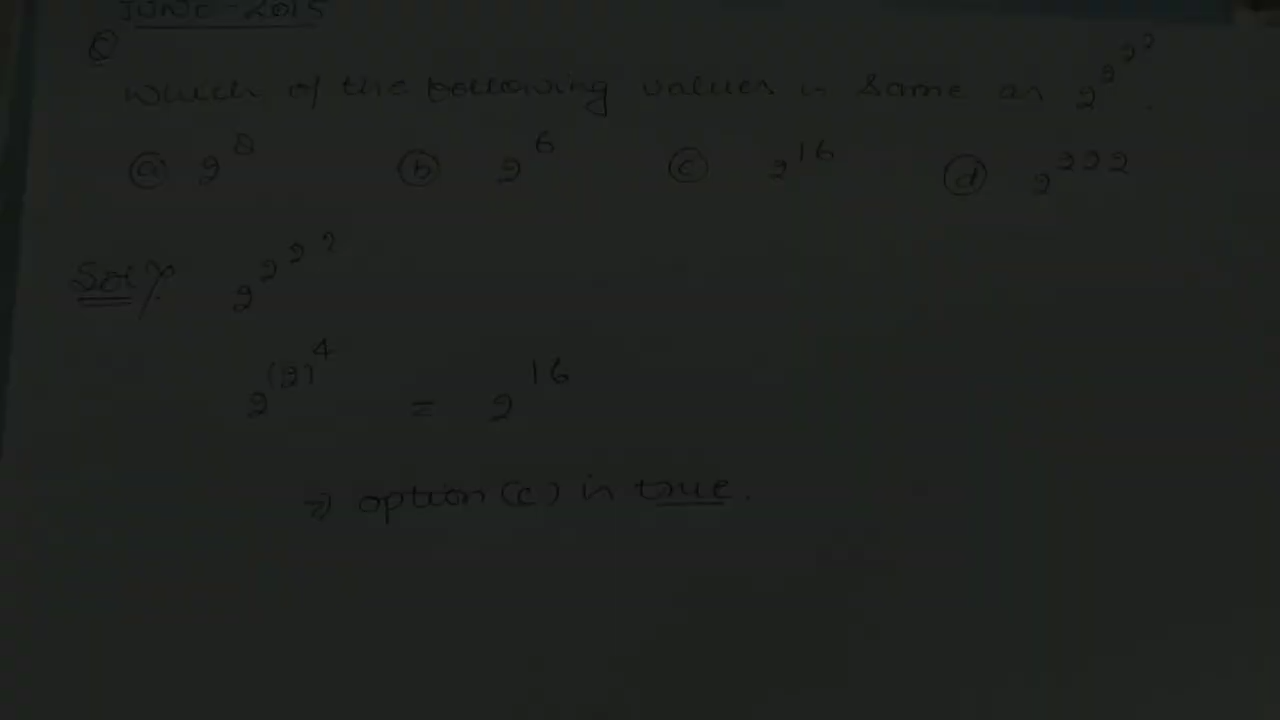 JUNE-2015
Q
which of the following values is same as 2^2^2^2.
(a) 2^8 (b) 2^6 (c) 2^16 (d) 2^222
Sol%. 2^2^2^2
2^(2)^4 = 2^16
⇒ option (c) is true.